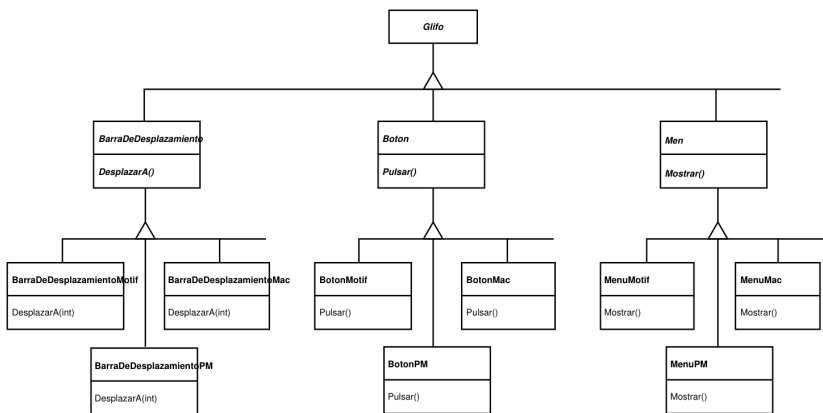 Glifo
BarraDeDesplazamiento
DesplazarA()
Boton
Pulsar()
Men
Mostrar()
BarraDeDesplazamientoMotif
DesplazarA(int)
BarraDeDesplazamientoMac
DesplazarA(int)
BotonMotif
Pulsar()
BotonMac
Pulsar()
MenuMotif
Mostrar()
MenuMac
Mostrar()
BarraDeDesplazamientoPM
DesplazarA(int)
BotonPM
Pulsar()
MenuPM
Mostrar()